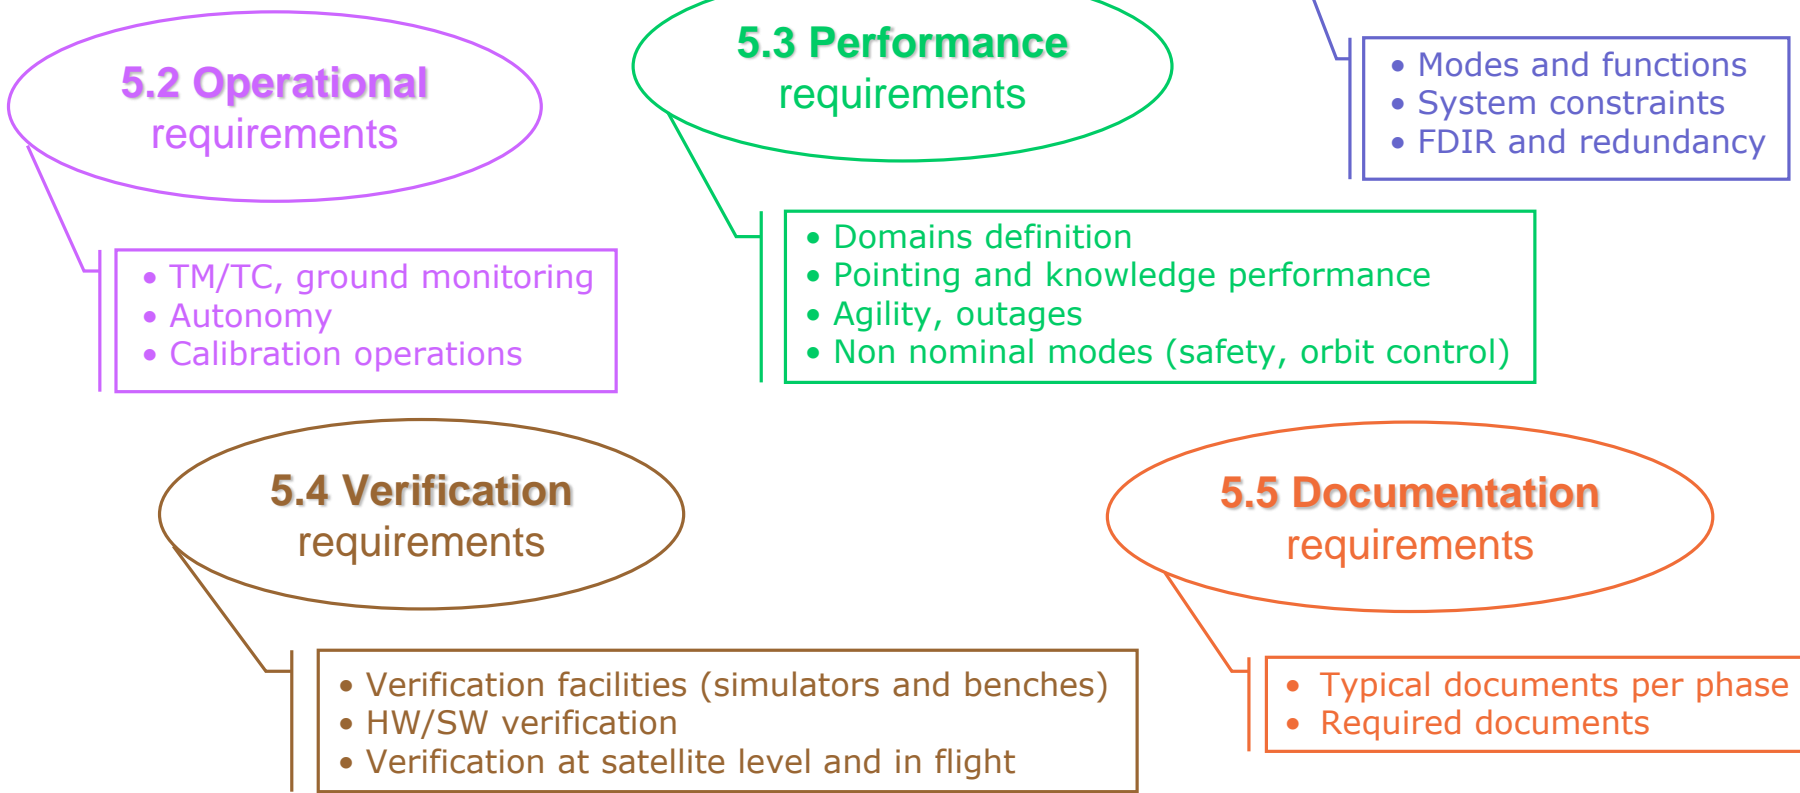 5.3 Performance
requirements
• Modes and functions
• System constraints
• FDIR and redundancy
5.2 Operational
requirements
• Domains definition
• Pointing and knowledge performance
• Agility, outages
• Non nominal modes (safety, orbit control)
• TM/TC, ground monitoring
• Autonomy
• Calibration operations
5.4 Verification
requirements
5.5 Documentation
requirements
• Verification facilities (simulators and benches)
• HW/SW verification
• Verification at satellite level and in flight
• Typical documents per phase
• Required documents